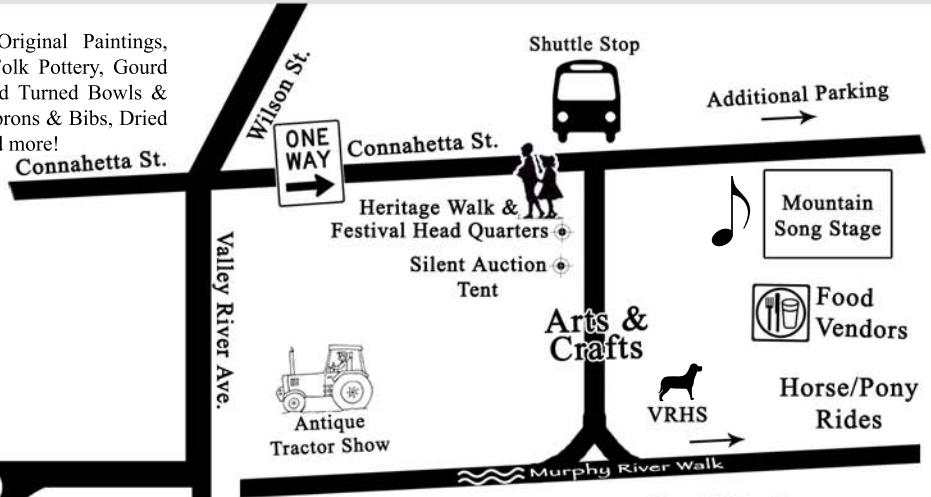 Original Paintings,
Folk Pottery, Gourd
Turned Bowls &
& Bibs, Dried
more!
Wilson St.
Connahetta St.
ONE
WAY
Connahetta St.
Shuttle Stop
Additional Parking
Heritage Walk &
Festival Head Quarters
Silent Auction
Tent
Mountain
Song Stage
Food
Vendors
Arts &
Crafts
Valley River Ave.
Antique
Tractor Show
VRHS
Horse/Pony
Rides
Murphy River Walk